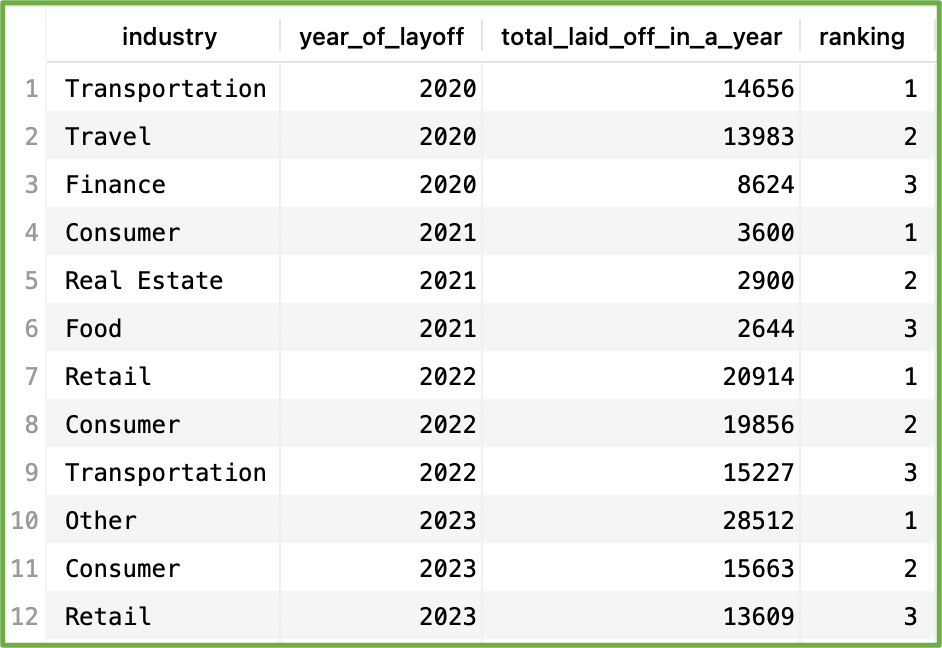 industry year_of_layoff total_laid_off_in_a_year ranking
1 Transportation 2020 14656 1
2 Travel 2020 13983 2
3 Finance 2020 8624 3
4 Consumer 2021 3600 1
5 Real Estate 2021 2900 2
6 Food 2021 2644 3
7 Retail 2022 20914 1
8 Consumer 2022 19856 2
9 Transportation 2022 15227 3
10 Other 2023 28512 1
11 Consumer 2023 15663 2
12 Retail 2023 13609 3